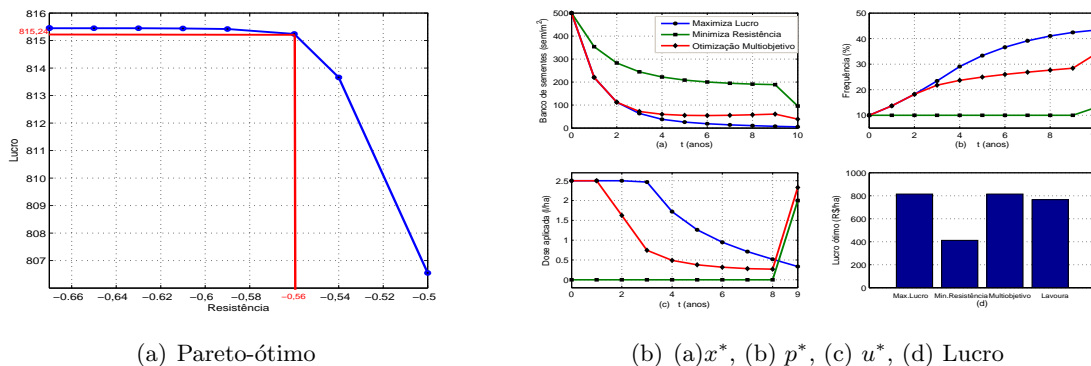 816
815,24
815
814
813
812
811
810
809
808
807
Lucro
−0,66 −0,64 −0,62 −0,6 −0,58 −0,56 −0,54 −0.52 −0.5
Resistência
(a) Pareto-ótimo
500
400
300
200
100
0
Banco de sementes (sem/m²)
Maximiza Lucro
Minimiza Resistência
Otimização Multiobjetivo
0 2 4 6 8 10
(a) t (anos)
50
40
30
20
10
0
Frequência (%)
0 2 4 6 8
(b) t (anos)
2.5
2
1.5
1
0.5
0
Dose aplicada (l/ha)
0 2 4 6 8 9
(c) t (anos)
1000
800
600
400
200
0
Lucro ótimo (R$/ha)
Max.Lucro Min.Resistência Multiobjetivo Lavoura
(d)
(b) (a)x*, (b) p*, (c) u*, (d) Lucro